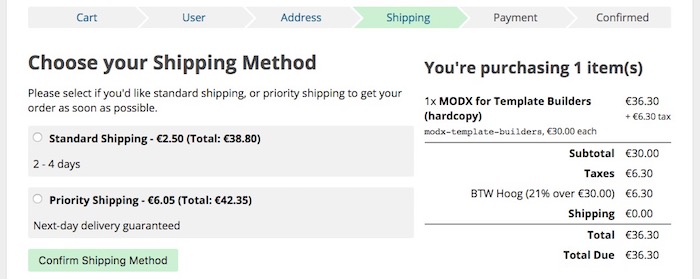 Cart
User
Address
Shipping
Payment
Confirmed
Choose your Shipping Method
Please select if you'd like standard shipping, or priority shipping to get your
order as soon as possible.
Standard Shipping - €2.50 (Total: €38.80)
2 - 4 days
Priority Shipping - €6.05 (Total: €42.35)
Next-day delivery guaranteed
Confirm Shipping Method
You're purchasing 1 item(s)
1x MODX for Template Builders €36.30
(hardcopy) + €6.30 tax
modx-template-builders, €30.00 each
Subtotal €30.00
Taxes €6.30
BTW Hoog (21% over €30.00) €6.30
Shipping €0.00
Total €36.30
Total Due €36.30